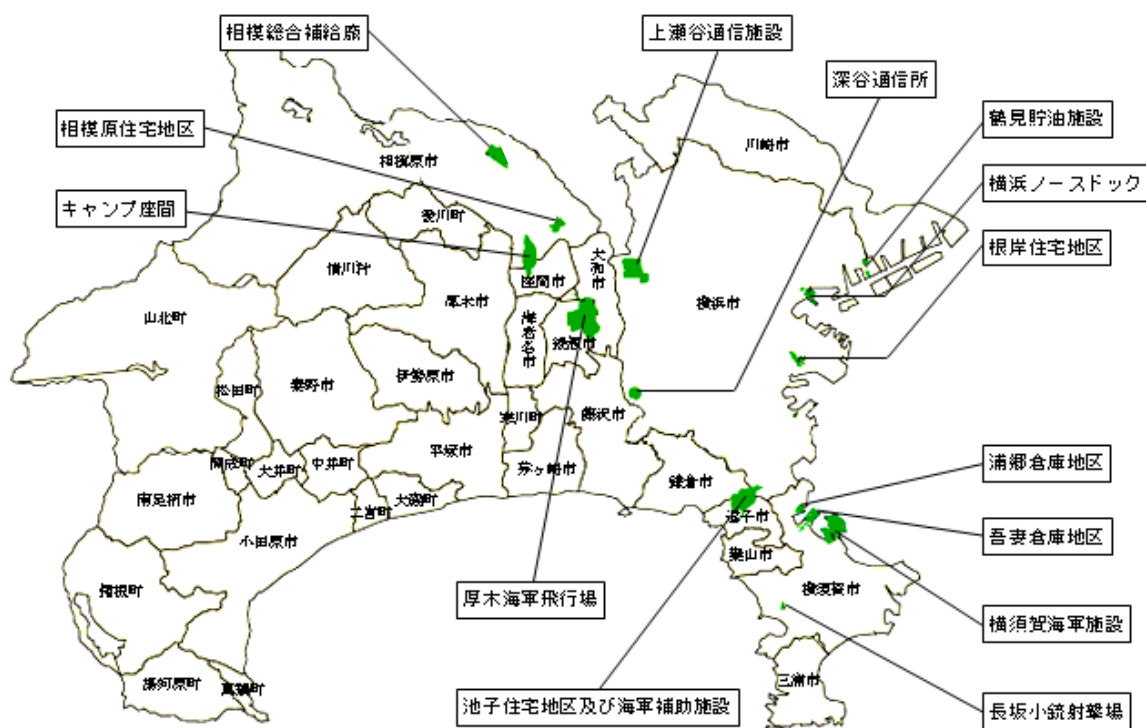 相模総合補給廠
上瀬谷通信施設
深谷通信所
相模原住宅地区
鶴見貯油施設
横浜ノースドック
キャンプ座間
根岸住宅地区
相模原市
川崎市
愛川町
清川村
大和市
座間市
厚木市
横浜市
山北町
海老名市
綾瀬市
伊勢原市
秦野市
松田町
藤沢市
寒川町
平塚市
茅ヶ崎市
開成町
大井町
中井町
鎌倉市
浦郷倉庫地区
南足柄市
大磯町
二宮町
逗子市
吾妻倉庫地区
小田原市
葉山市
箱根町
横須賀市
厚木海軍飛行場
横須賀海軍施設
湯河原町
真鶴町
三浦市
池子住宅地区及び海軍補助施設
長坂小銃射撃場